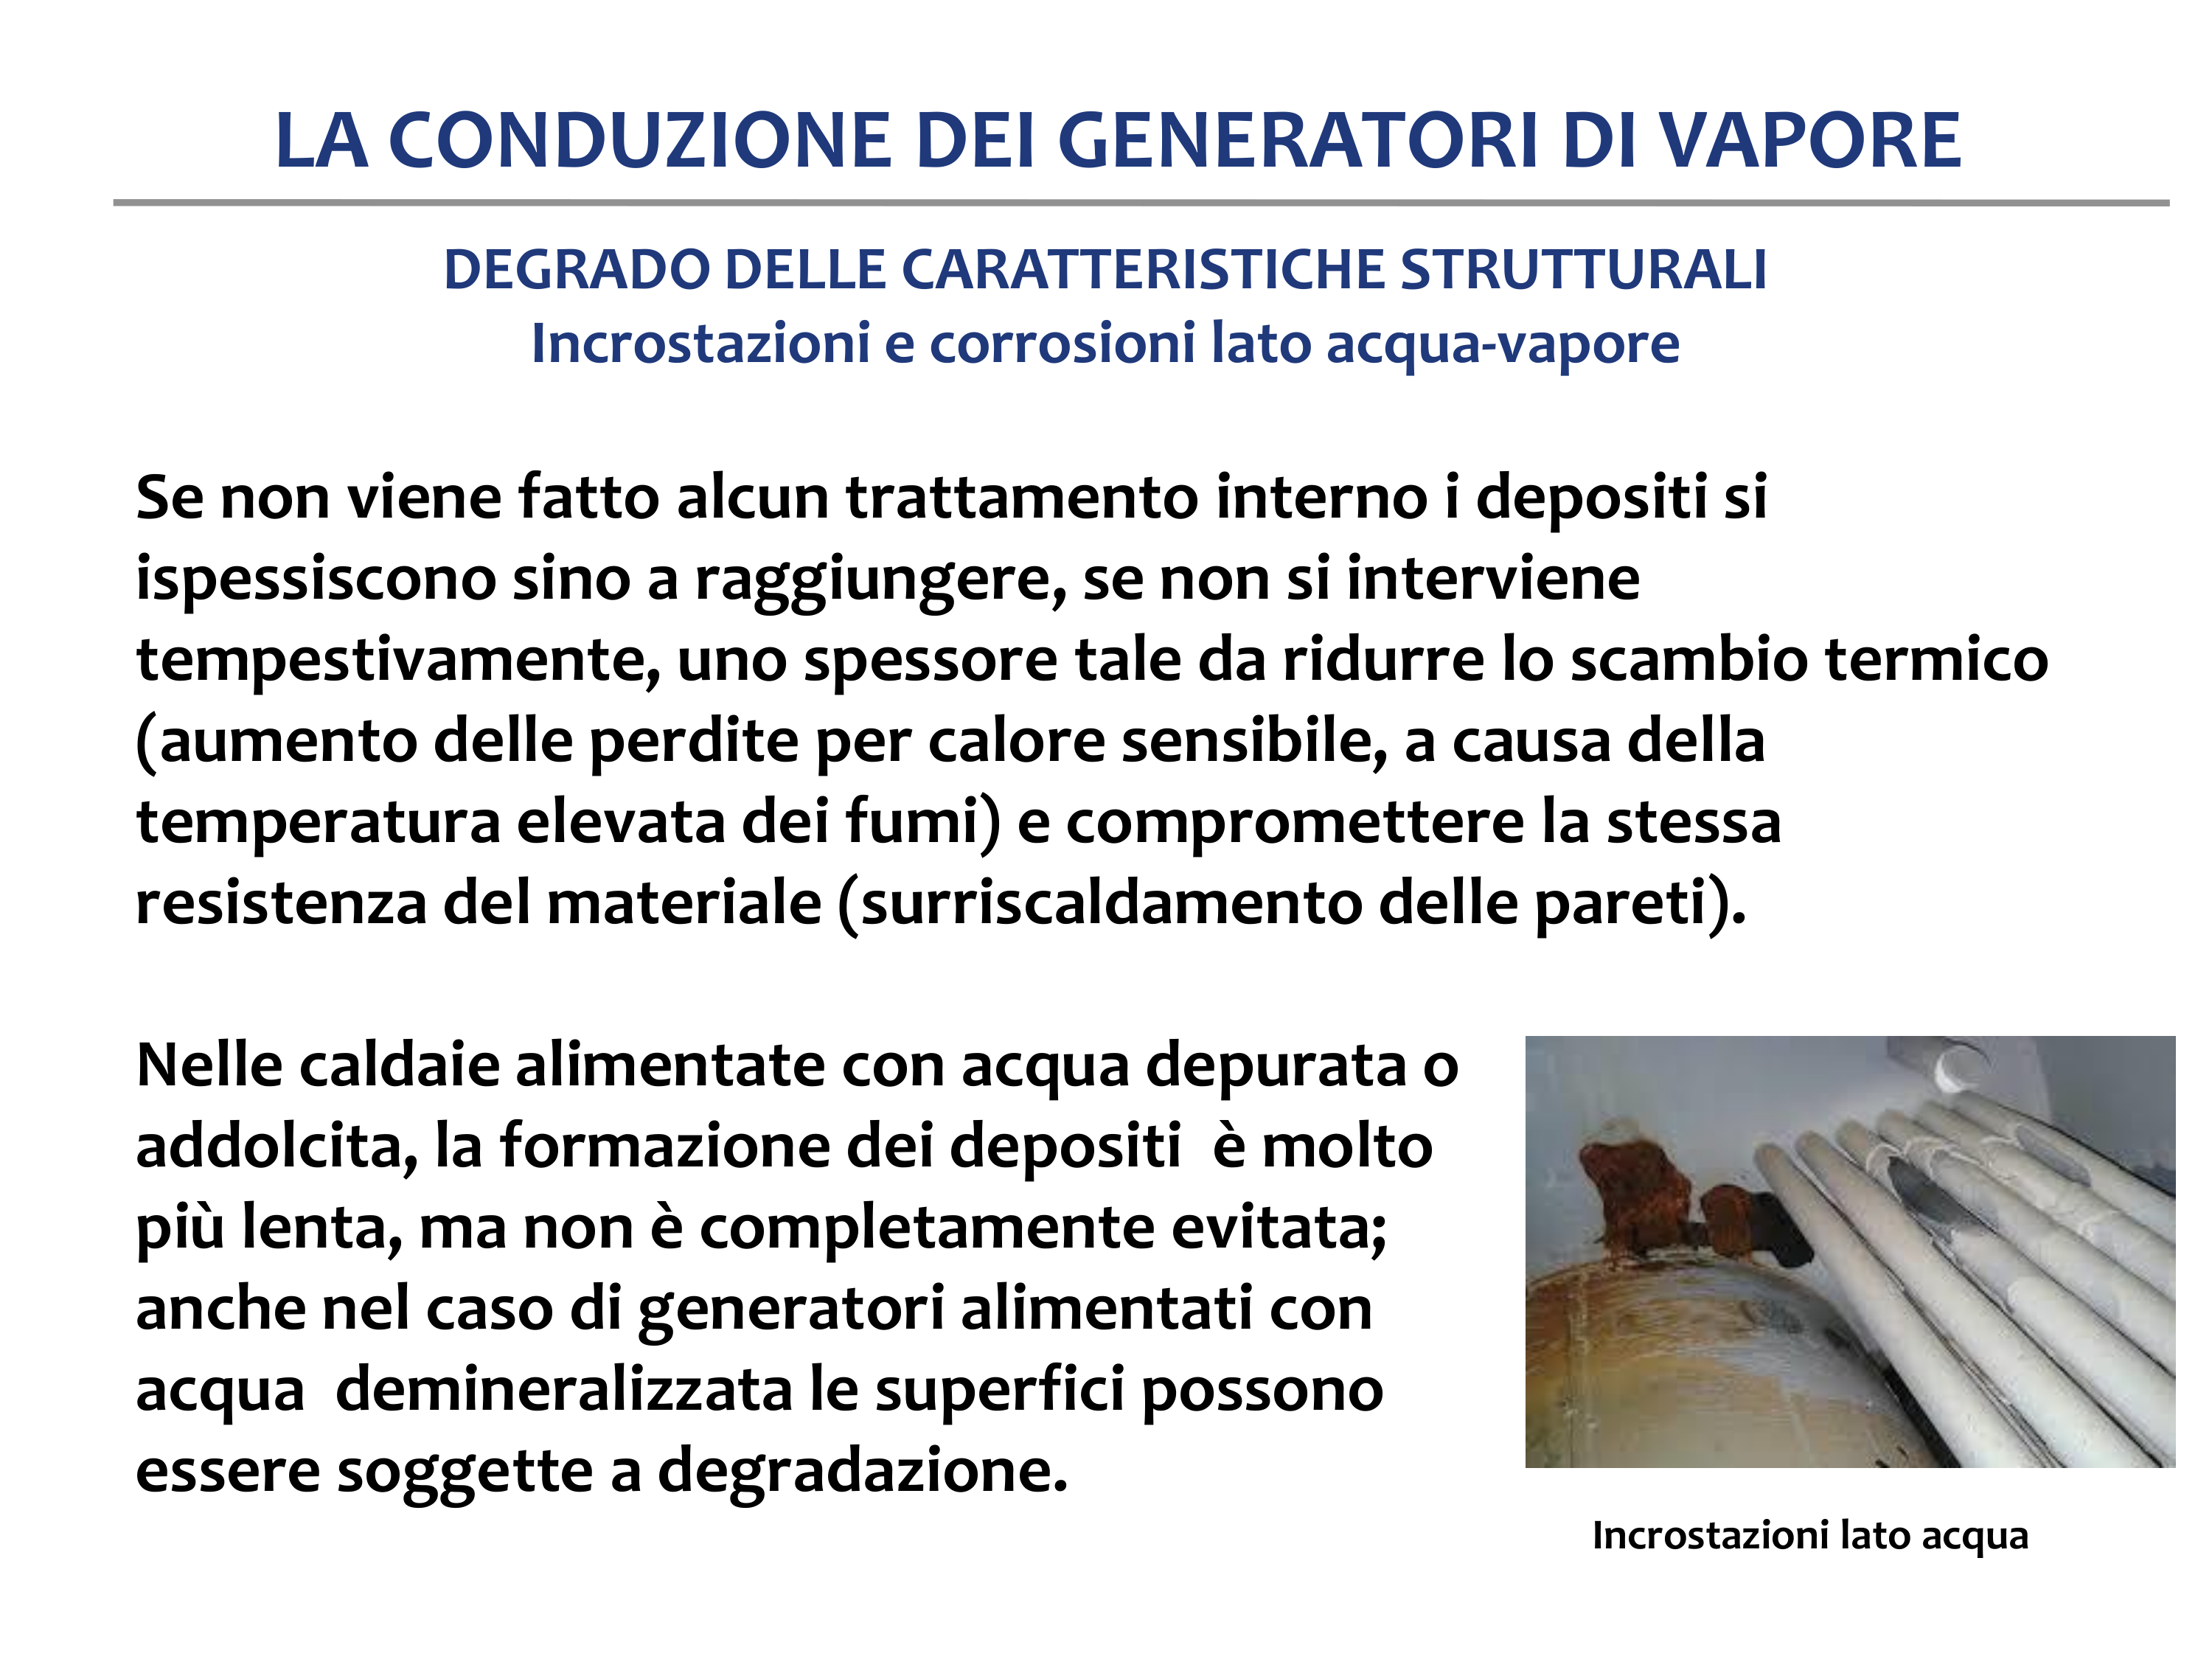 LA CONDUZIONE DEI GENERATORI DI VAPORE
DEGRADO DELLE CARATTERISTICHE STRUTTURALI
Incrostazioni e corrosioni lato acqua-vapore
Se non viene fatto alcun trattamento interno i depositi si
ispessiscono sino a raggiungere, se non si interviene
tempestivamente, uno spessore tale da ridurre lo scambio termico
(aumento delle perdite per calore sensibile, a causa della
temperatura elevata dei fumi) e compromettere la stessa
resistenza del materiale (surriscaldamento delle pareti).
Nelle caldaie alimentate con acqua depurata o
addolcita, la formazione dei depositi  è molto
più lenta, ma non è completamente evitata;
anche nel caso di generatori alimentati con
acqua  demineralizzata le superfici possono
essere soggette a degradazione.
Incrostazioni lato acqua